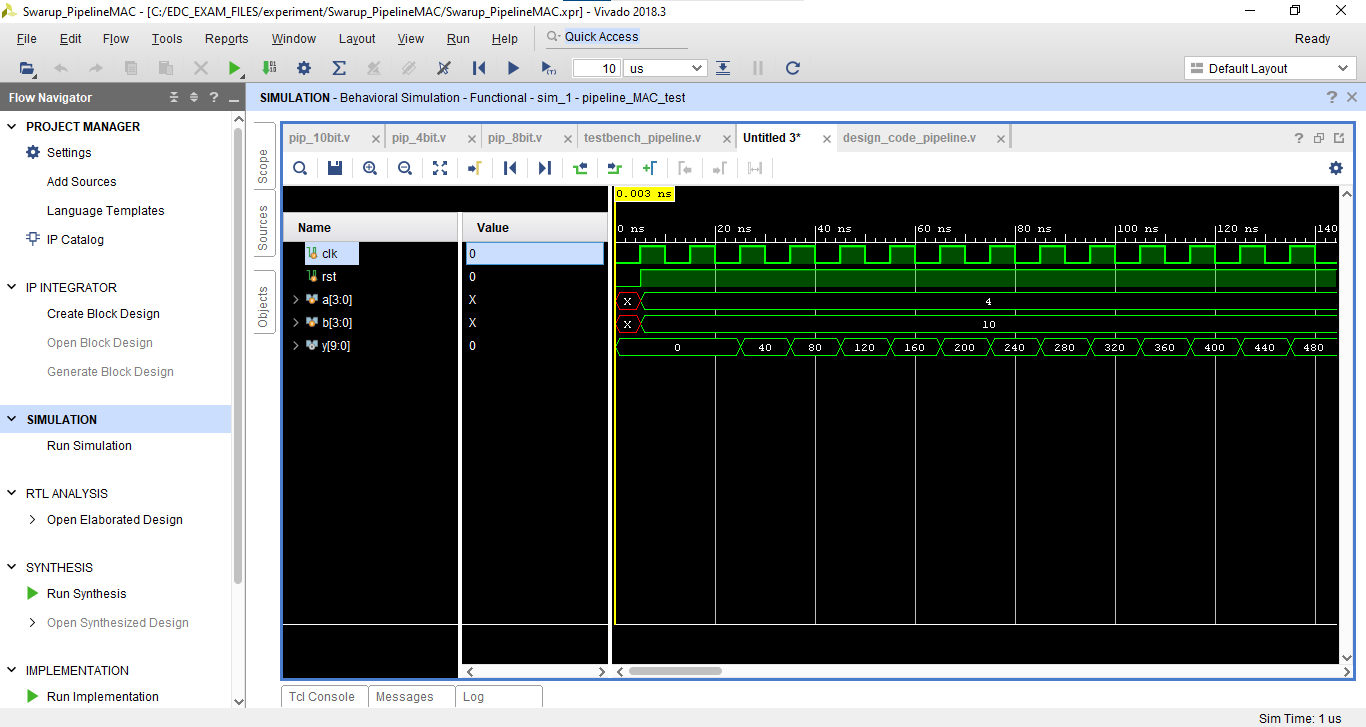 Swarup_PipelineMAC - [C:/EDC_EXAM_FILES/experiment/Swarup_PipelineMAC/Swarup_PipelineMAC.xpr] - Vivado 2018.3
File Edit Flow Tools Reports Window Layout View Run Help Quick Access Ready
10 us Default Layout
Flow Navigator
SIMULATION - Behavioral Simulation - Functional - sim_1 - pipeline_MAC_test
PROJECT MANAGER
Settings
Add Sources
Language Templates
IP Catalog
IP INTEGRATOR
Create Block Design
Open Block Design
Generate Block Design
SIMULATION
Run Simulation
RTL ANALYSIS
Open Elaborated Design
SYNTHESIS
Run Synthesis
Open Synthesized Design
IMPLEMENTATION
Run Implementation
Scope
Sources
Objects
pip_10bit.v pip_4bit.v pip_8bit.v testbench_pipeline.v Untitled 3* design_code_pipeline.v
0.003 ns
Name Value
0 ns 20 ns 40 ns 60 ns 80 ns 100 ns 120 ns 140
clk 0
rst 0
a[3:0] X X 4
b[3:0] X X 10
y[9:0] 0 0 40 80 120 160 200 240 280 320 360 400 440 480
Tcl Console Messages Log
Sim Time: 1 us